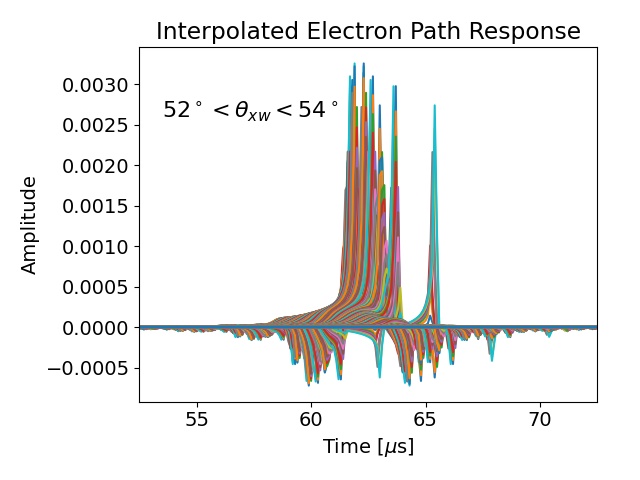 Interpolated Electron Path Response
52° < θxw < 54°
Amplitude
0.0030
0.0025
0.0020
0.0015
0.0010
0.0005
0.0000
−0.0005
55 60 65 70
Time [μs]